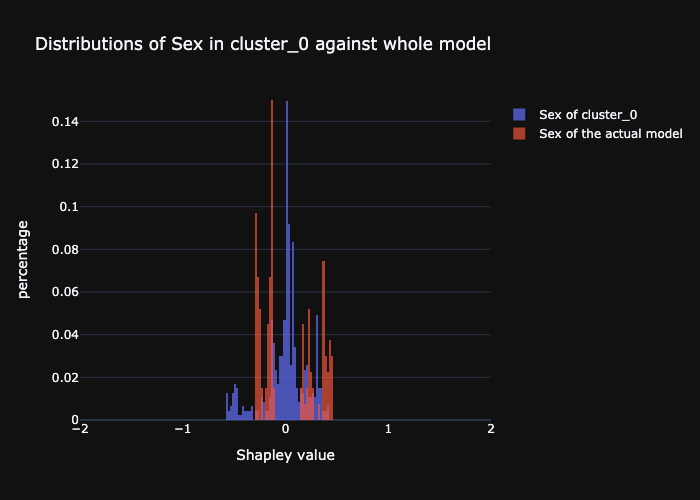 Distributions of Sex in cluster_0 against whole model
Sex of cluster_0
Sex of the actual model
percentage
0.14
0.12
0.1
0.08
0.06
0.04
0.02
0
−2
−1
0
1
2
Shapley value